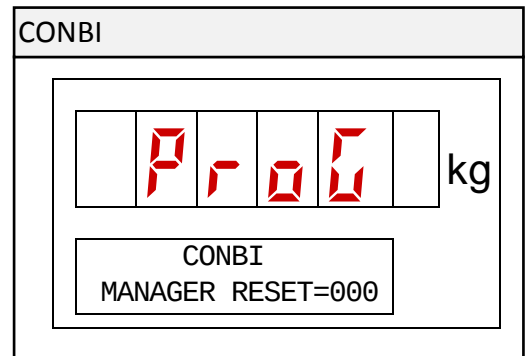 CONBI
ProG
kg
CONBI
MANAGER RESET=000